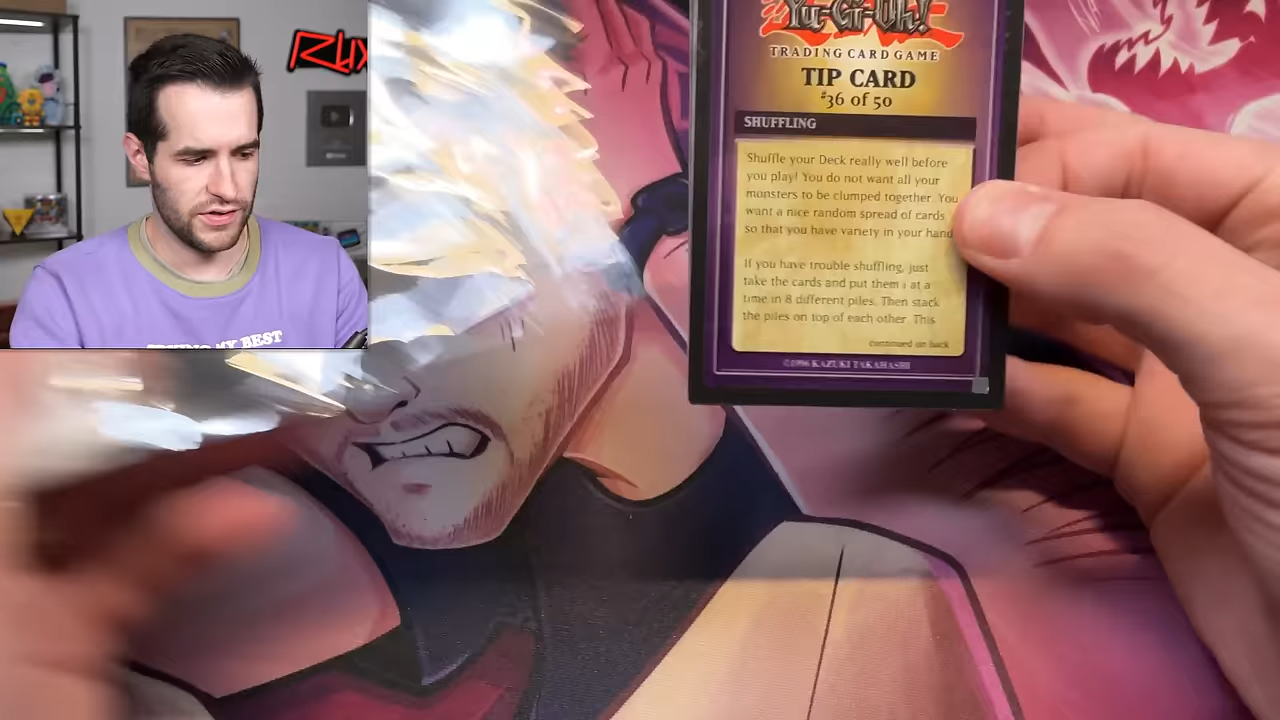 Yu-Gi-Oh!
TRADING CARD GAME
TIP CARD
#36 of 50
SHUFFLING
Shuffle your Deck really well before
you play! You do not want all your
monsters to be clumped together. You
want a nice random spread of cards
so that you have variety in your hand
If you have trouble shuffling, just
take the cards and put them 1 at a
time in 8 different piles. Then stack
the piles on top of each other. This
continued on back
©1996 KAZUKI TAKAHASHI
MY BEST